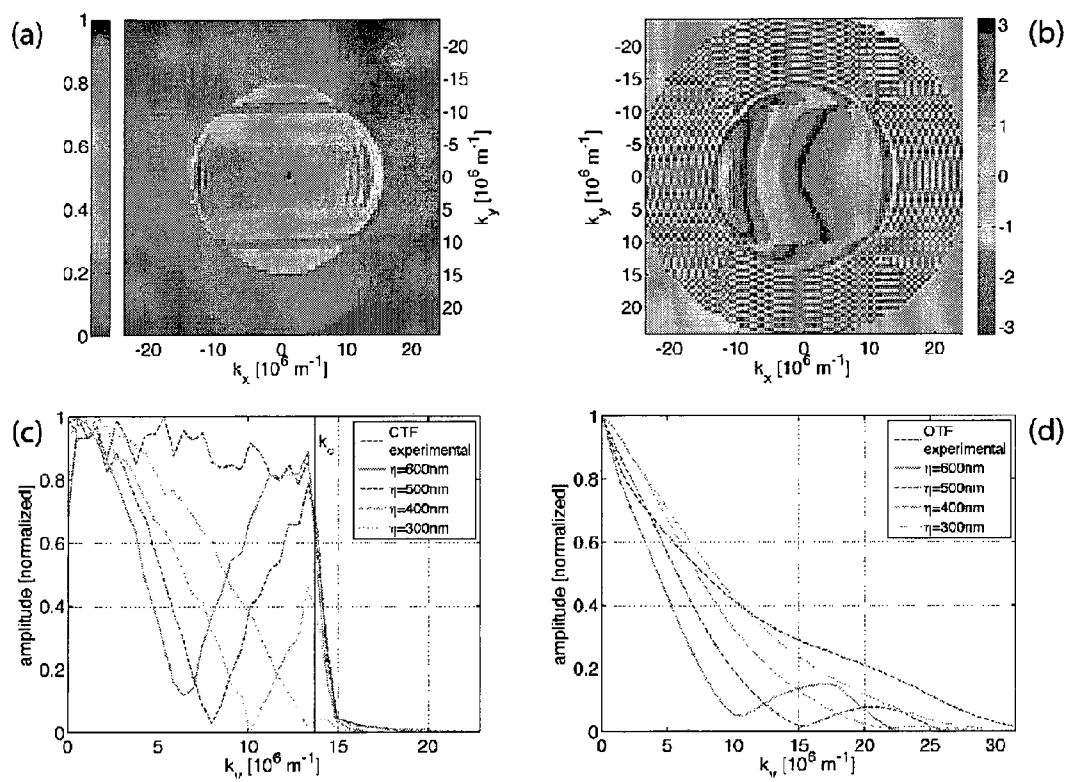 (a)
1
0.8
0.6
0.4
0.2
0
-20
-15
-10
-5
0
5
10
15
20
k_y [10^6 m^-1]
-20 -10 0 10 20
k_x [10^6 m^-1]
(b)
-20
-15
-10
-5
0
5
10
15
20
k_y [10^6 m^-1]
3
2
1
0
-1
-2
-3
-20 -10 0 10 20
k_x [10^6 m^-1]
(c)
1
0.8
0.6
0.4
0.2
0
amplitude [normalized]
CTF
experimental
η=600nm
η=500nm
η=400nm
η=300nm
k_c
0 5 10 15 20
k_y [10^6 m^-1]
(d)
1
0.8
0.6
0.4
0.2
0
amplitude [normalized]
OTF
experimental
η=600nm
η=500nm
η=400nm
η=300nm
0 5 10 15 20 25 30
k_y [10^6 m^-1]